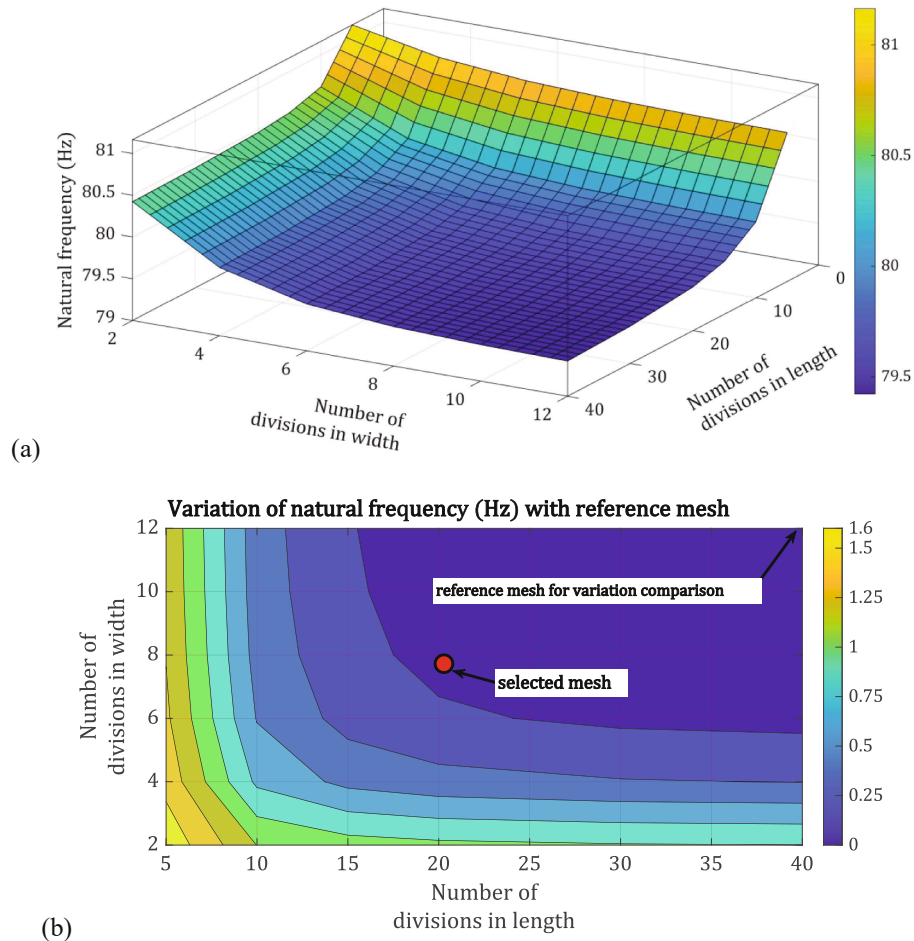 81
80.5
80
79.5
79
Natural frequency (Hz)
2
4
6
8
10
12
Number of
divisions in width
40
30
20
10
0
Number of
divisions in length
81
80.5
80
79.5
(a)
Variation of natural frequency (Hz) with reference mesh
12
10
8
6
4
2
Number of
divisions in width
reference mesh for variation comparison
selected mesh
5
10
15
20
25
30
35
40
Number of
divisions in length
1.6
1.25
1
0.75
0.5
0.25
0
(b)